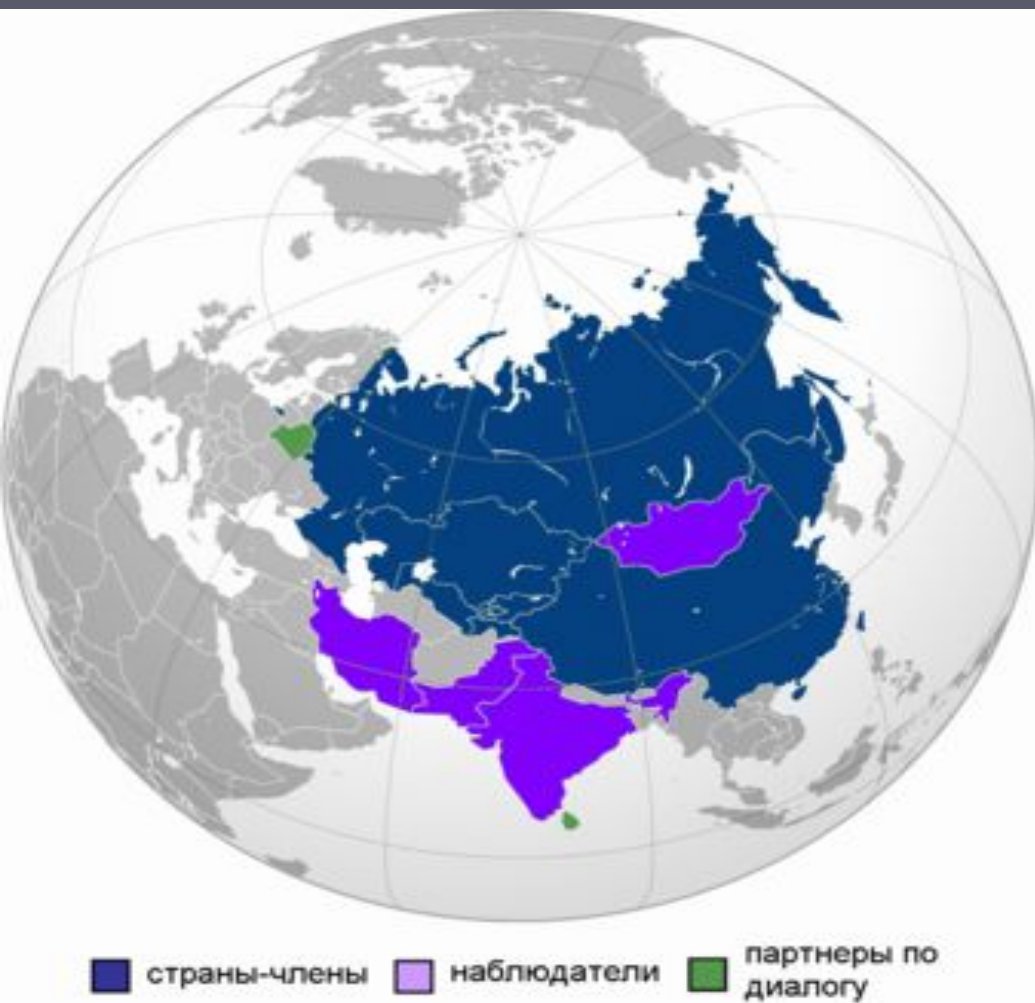 страны-члены
наблюдатели
партнеры по
диалогу